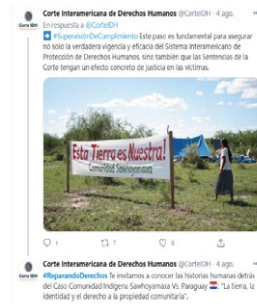 Corte Interamericana de Derechos Humanos @CorteIDH · 4 ago.
En respuesta a @CorteIDH
#SupervisiónDeCumplimiento Este paso es fundamental para asegurar
no solo la verdadera vigencia y eficacia del Sistema Interamericano de
Protección de Derechos Humanos, sino también que las Sentencias de la
Corte tengan un efecto concreto de justicia en las víctimas.
Esta Tierra es Nuestra!
Comunidad Sawhoyamaxa
1
7
8
Corte Interamericana de Derechos Humanos @CorteIDH · 4 ago.
#ReparandoDerechos Te invitamos a conocer las historias humanas detrás
del Caso Comunidad Indígena Sawhoyamaxa Vs. Paraguay : "La tierra, la
identidad y el derecho a la propiedad comunitaria".